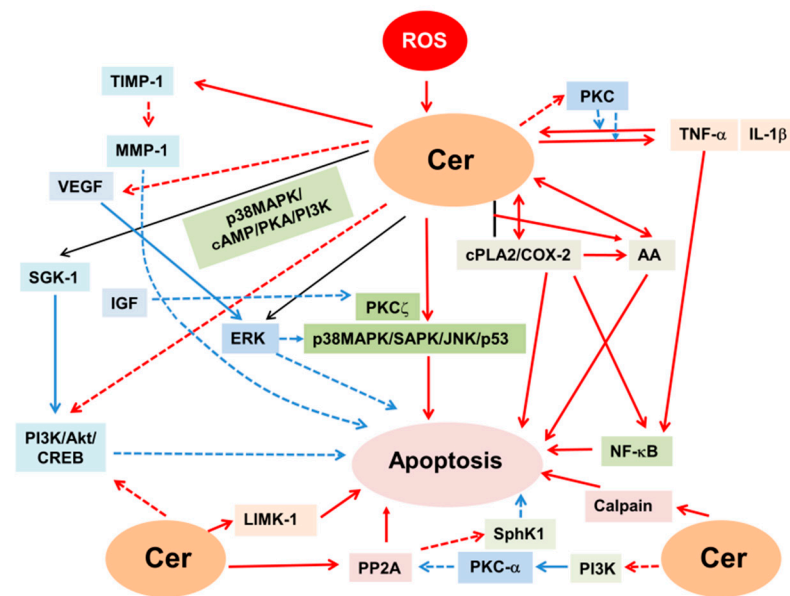 ROS
TIMP-1
PKC
TNF-α
IL-1β
MMP-1
Cer
VEGF
p38MAPK/
cAMP/PKA/PI3K
cPLA2/COX-2
AA
SGK-1
IGF
PKCζ
ERK
p38MAPK/SAPK/JNK/p53
PI3K/Akt/
CREB
Apoptosis
NF-κB
Calpain
LIMK-1
SphK1
Cer
PP2A
PKC-α
PI3K
Cer